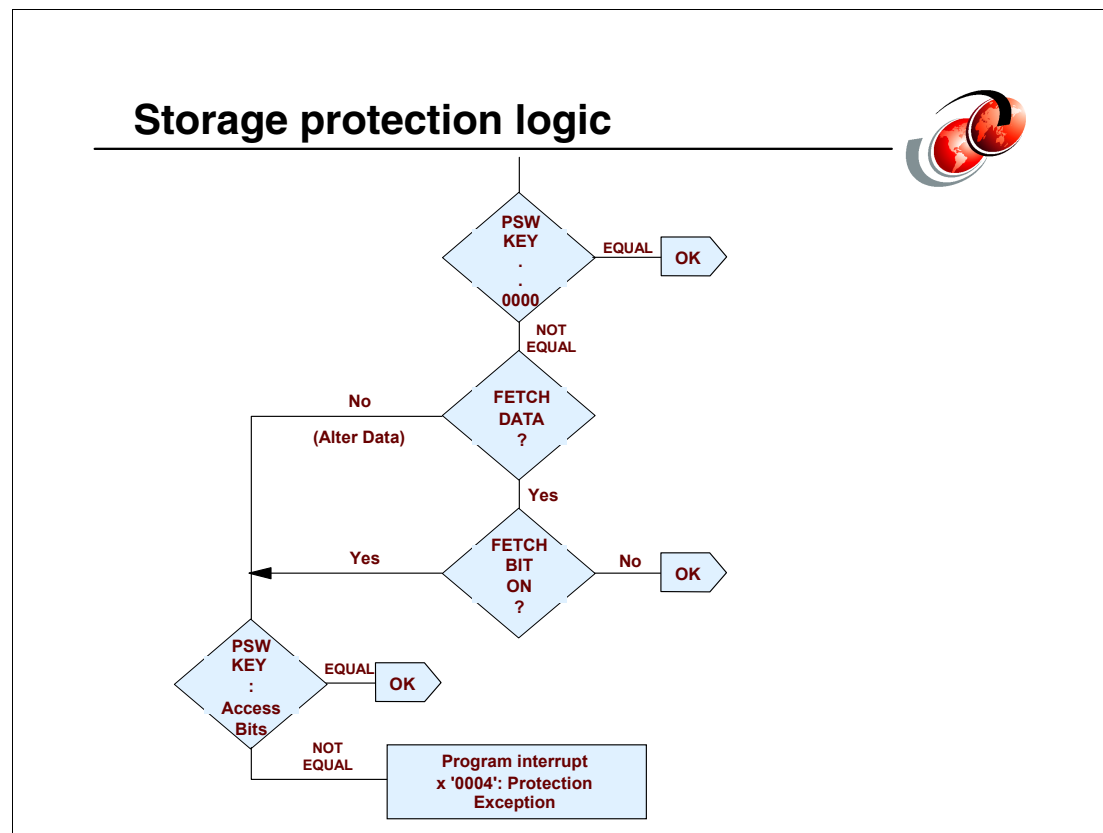 Storage protection logic
PSW
KEY
.
.
0000
EQUAL
OK
NOT
EQUAL
FETCH
DATA
?
No
(Alter Data)
Yes
FETCH
BIT
ON
?
Yes
No
OK
PSW
KEY
:
Access
Bits
EQUAL
OK
NOT
EQUAL
Program interrupt
x '0004': Protection
Exception